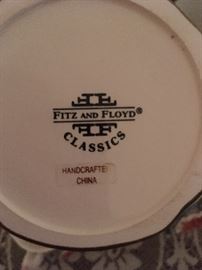 FITZ AND FLOYD®
CLASSICS
HANDCRAFTED
CHINA